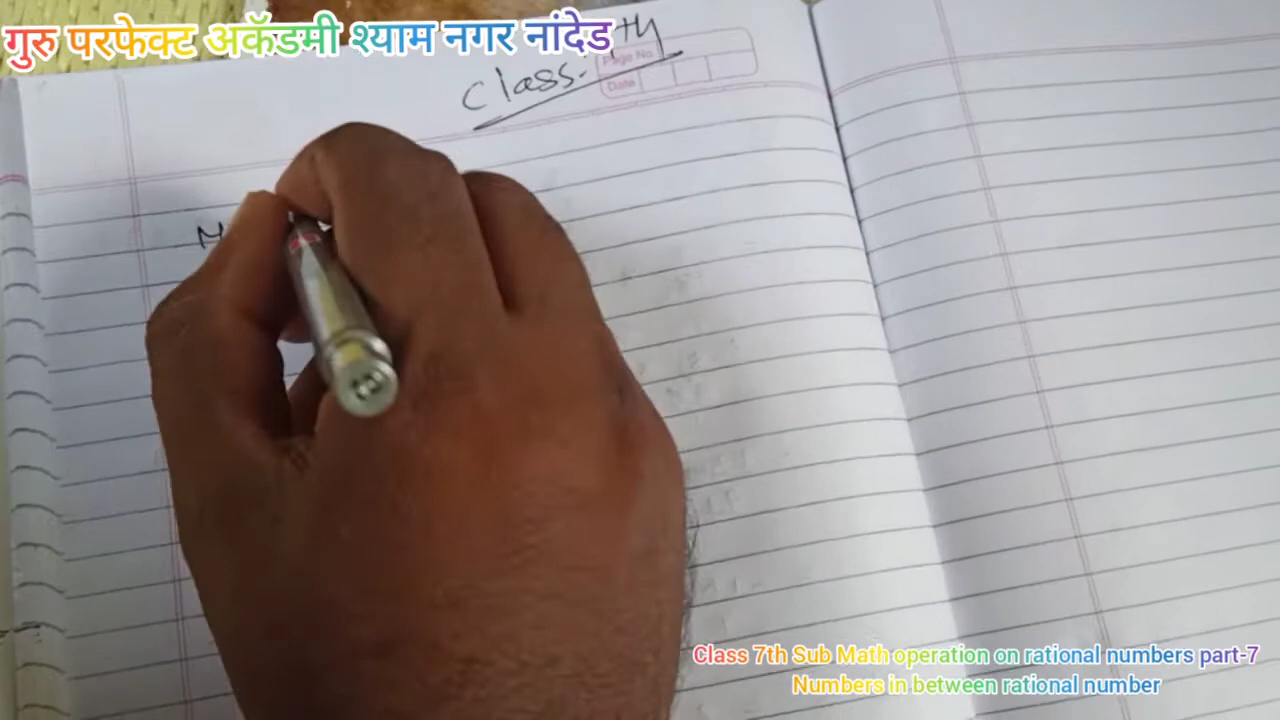 गुरु परफेक्ट अकॅडमी श्याम नगर नांदेड
Class:
Page No
Date
Class 7th Sub Math operation on rational numbers part-7
Numbers in between rational number